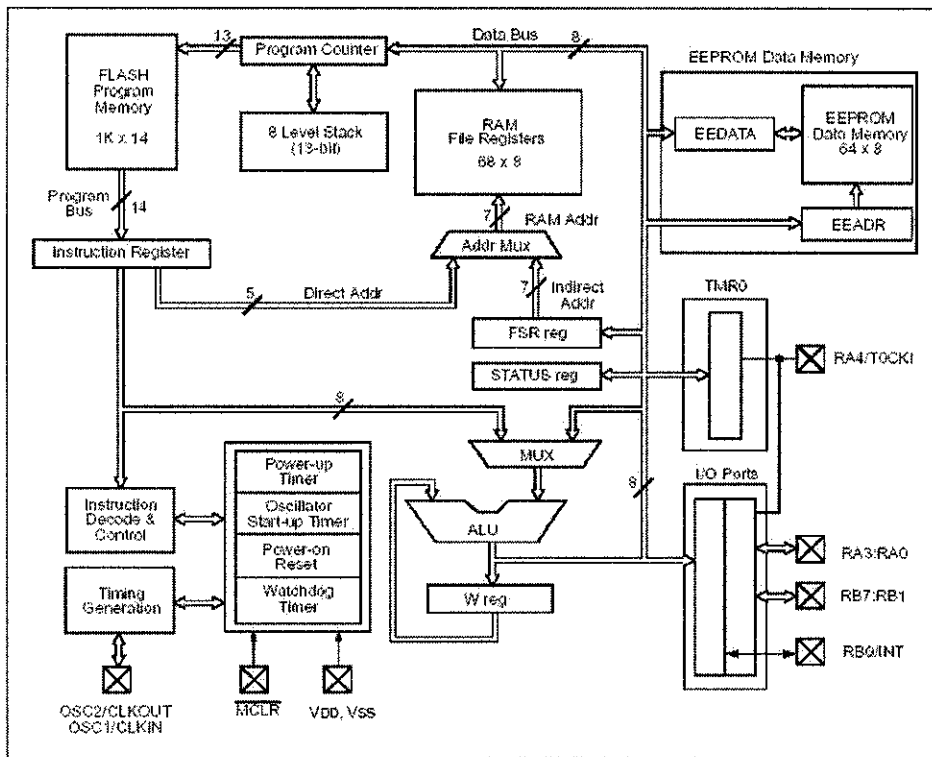 13
Program Counter
Data Bus
8
EEPROM Data Memory
FLASH
Program
Memory
1K x 14
8 Level Stack
(13-bit)
RAM
File Registers
68 x 8
EEDATA
EEPROM
Data Memory
64 x 8
Program
Bus
14
7
RAM Addr
EEADR
Instruction Register
Addr Mux
5
Direct Addr
7
Indirect
Addr
TMR0
FSR reg
RA4/T0CKI
STATUS reg
8
MUX
Power-up
Timer
I/O Ports
8
Instruction
Decode &
Control
Oscillator
Start-up Timer
ALU
Power-on
Reset
RA3:RA0
Timing
Generation
Watchdog
Timer
W reg
RB7:RB1
RB0/INT
OSC2/CLKOUT
OSC1/CLKIN
MCLR
VDD, VSS